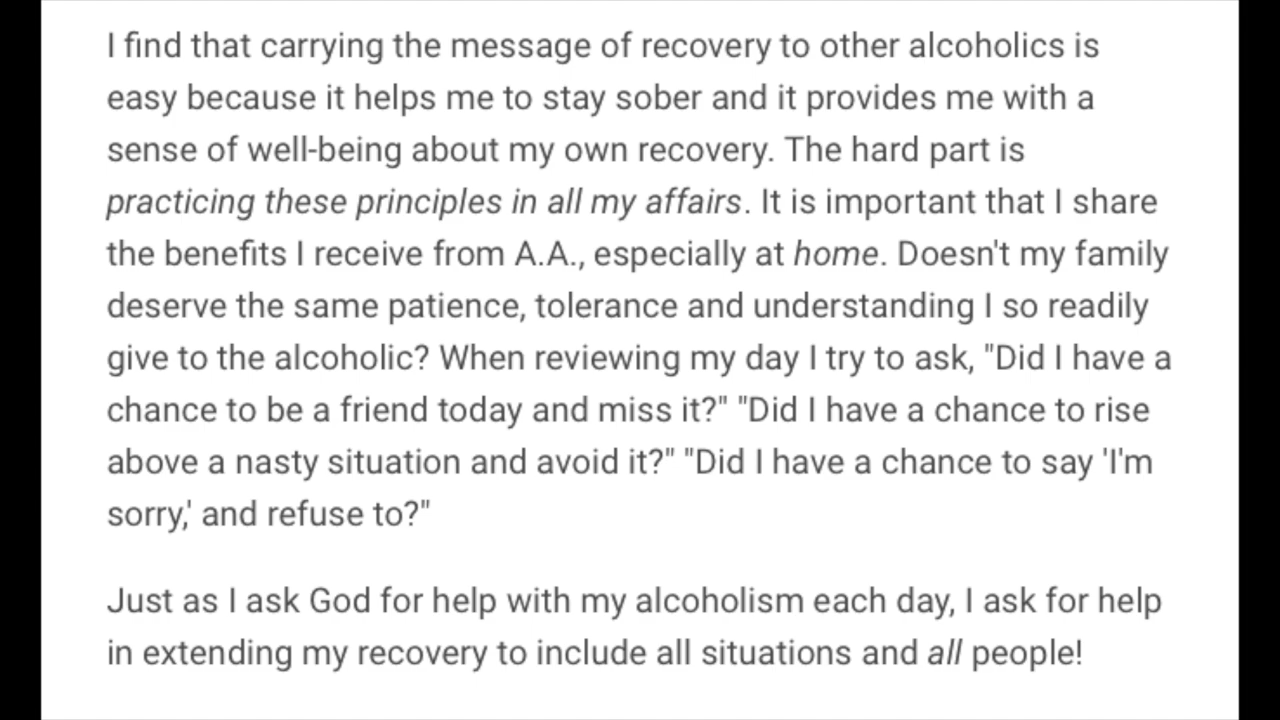 I find that carrying the message of recovery to other alcoholics is
easy because it helps me to stay sober and it provides me with a
sense of well-being about my own recovery. The hard part is
practicing these principles in all my affairs. It is important that I share
the benefits I receive from A.A., especially at home. Doesn't my family
deserve the same patience, tolerance and understanding I so readily
give to the alcoholic? When reviewing my day I try to ask, "Did I have a
chance to be a friend today and miss it?" "Did I have a chance to rise
above a nasty situation and avoid it?" "Did I have a chance to say 'I'm
sorry,' and refuse to?"
Just as I ask God for help with my alcoholism each day, I ask for help
in extending my recovery to include all situations and all people!